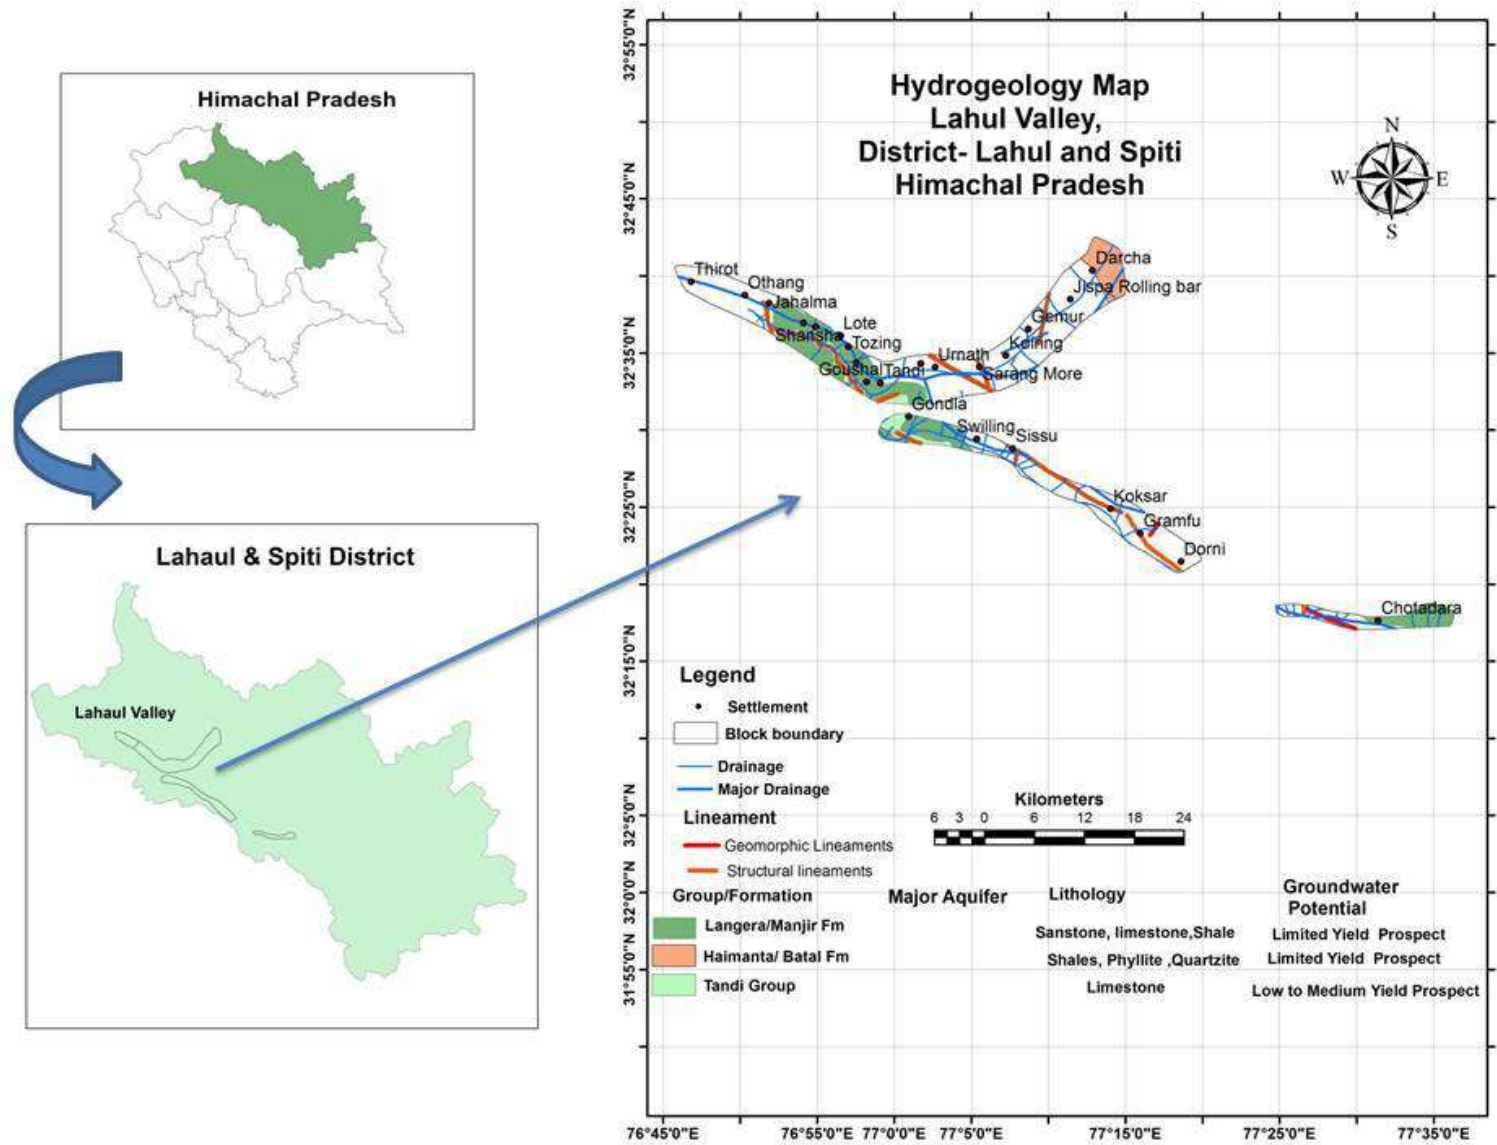 Himachal Pradesh
Lahaul & Spiti District
Lahaul Valley
Hydrogeology Map
Lahul Valley,
District- Lahul and Spiti
Himachal Pradesh
N
W E
S
32°55'0"N
32°45'0"N
32°35'0"N
32°25'0"N
32°15'0"N
32°5'0"N
32°0'0"N
31°55'0"N
Thirot
Othang
Jahalma
Shansha
Lote
Tozing
Goushal
Tandi
Urnath
Sarang More
Koiring
Gemur
Jispa Rolling bar
Darcha
Gondla
Swilling
Sissu
Koksar
Gramfu
Dorni
Chotadara
Legend
Settlement
Block boundary
Drainage
Major Drainage
Lineament
Geomorphic Lineaments
Structural lineaments
Kilometers
6 3 0 6 12 18 24
Group/Formation Major Aquifer Lithology Groundwater
Potential
Langera/Manjir Fm Sanstone, limestone,Shale Limited Yield Prospect
Haimanta/ Batal Fm Shales, Phyllite ,Quartzite Limited Yield Prospect
Tandi Group Limestone Low to Medium Yield Prospect
76°45'0"E 76°55'0"E 77°0'0"E 77°5'0"E 77°15'0"E 77°25'0"E 77°35'0"E